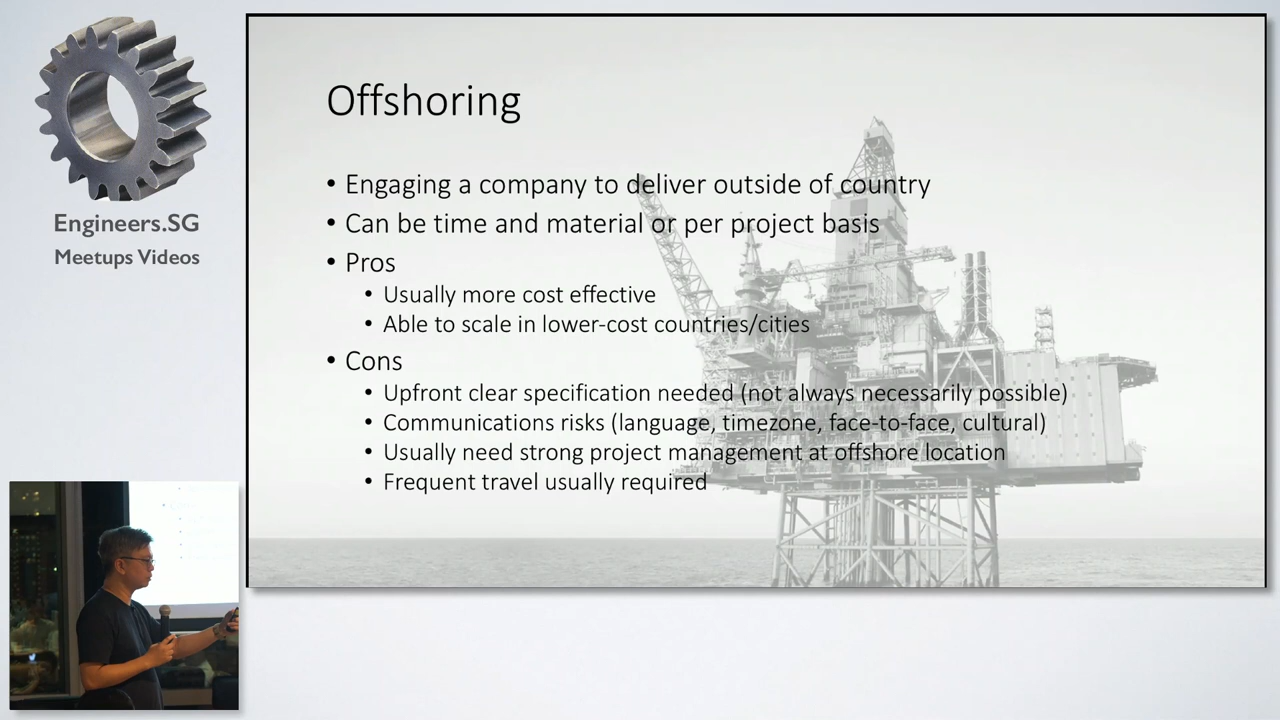 Engineers.SG
Meetups Videos
Offshoring
• Engaging a company to deliver outside of country
• Can be time and material or per project basis
• Pros
• Usually more cost effective
• Able to scale in lower-cost countries/cities
• Cons
• Upfront clear specification needed (not always necessarily possible)
• Communications risks (language, timezone, face-to-face, cultural)
• Usually need strong project management at offshore location
• Frequent travel usually required